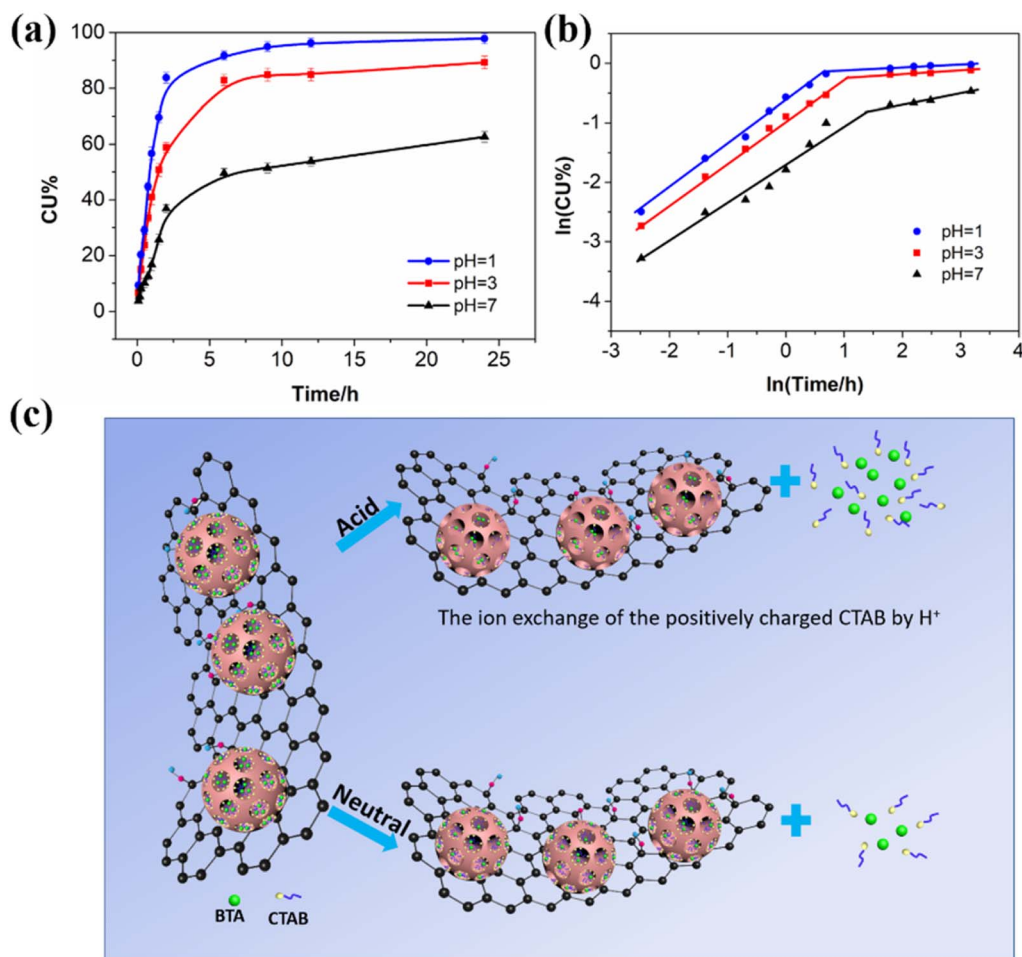 (a)
CU%
100
80
60
40
20
0
pH=1
pH=3
pH=7
0
5
10
15
20
25
Time/h
(b)
ln(CU%)
0
-1
-2
-3
-4
pH=1
pH=3
pH=7
-3
-2
-1
0
1
2
3
4
ln(Time/h)
(c)
Acid
The ion exchange of the positively charged CTAB by H⁺
Neutral
BTA
CTAB